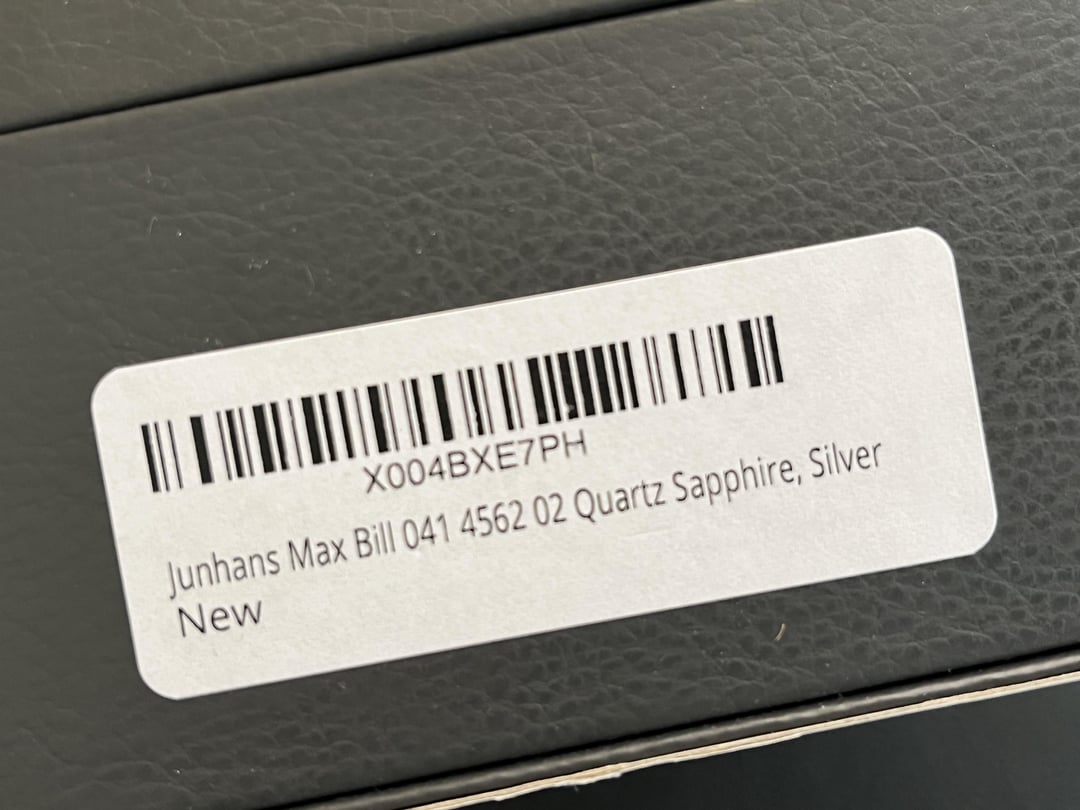 X004BXE7PH
Junhans Max Bill 041 4562 02 Quartz Sapphire, Silver
New